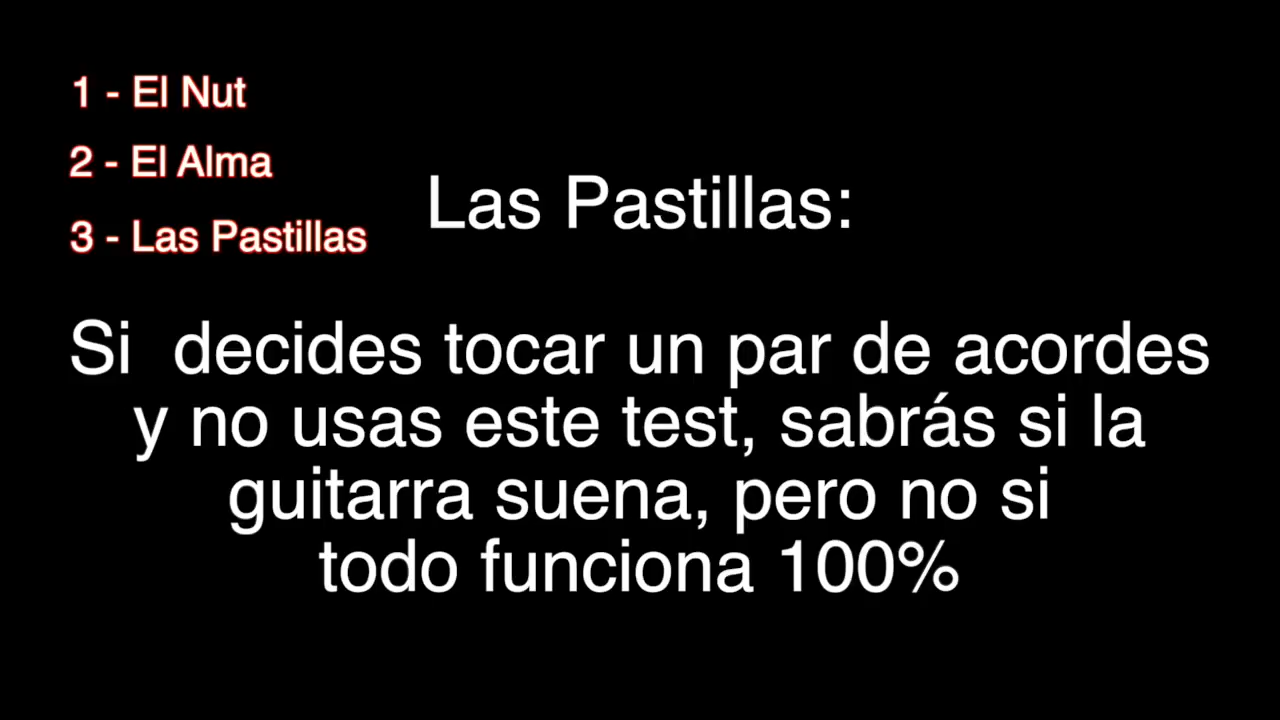 1 - El Nut
2 - El Alma
3 - Las Pastillas
Las Pastillas:
Si decides tocar un par de acordes
y no usas este test, sabrás si la
guitarra suena, pero no si
todo funciona 100%